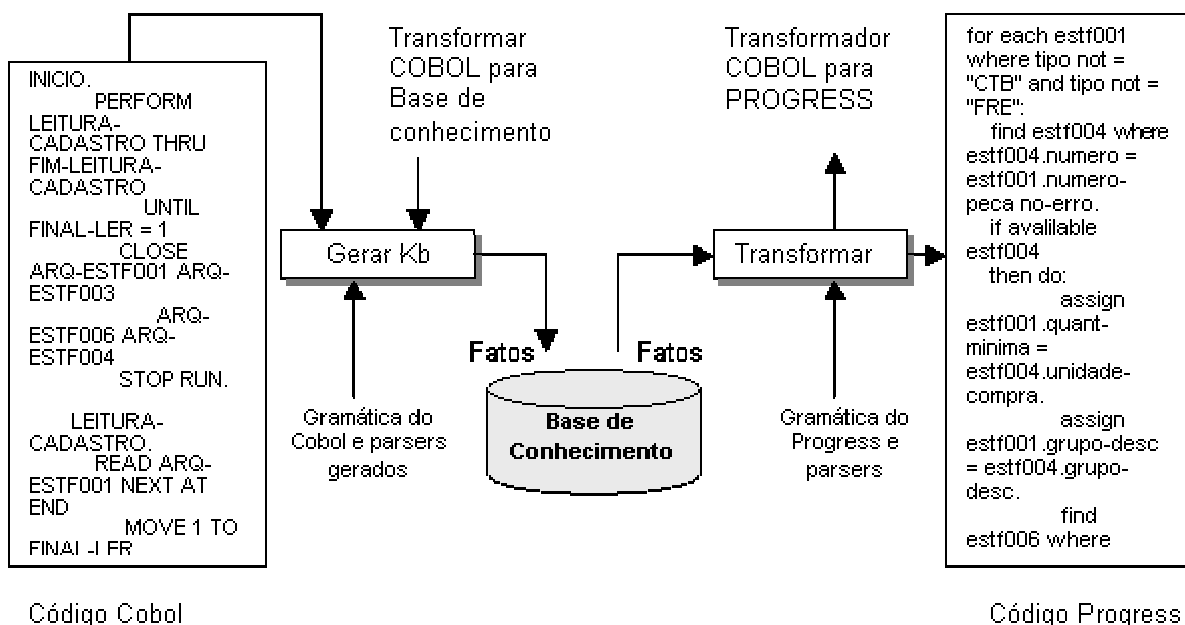 INICIO.
PERFORM
LEITURA-
CADASTRO THRU
FIM-LEITURA-
CADASTRO
UNTIL
FINAL-LER = 1
CLOSE
ARQ-ESTF001 ARQ-
ESTF003
ARQ-
ESTF006 ARQ-
ESTF004
STOP RUN.
LEITURA-
CADASTRO.
READ ARQ-
ESTF001 NEXT AT
END
MOVE 1 TO
FINAL-LER
Código Cobol
Transformar
COBOL para
Base de
conhecimento
Gerar Kb
Gramática do
Cobol e parsers
gerados
Fatos
Fatos
Base de
Conhecimento
Transformador
COBOL para
PROGRESS
Transformar
Gramática do
Progress e
parsers
for each estf001
where tipo not =
"CTB" and tipo not =
"FRE":
find estf004 where
estf004.numero =
estf001.numero-
peca no-erro.
if avalilable
estf004
then do:
assign
estf001.quant-
minima =
estf004.unidade-
compra.
assign
estf001.grupo-desc
= estf004.grupo-
desc.
find
estf006 where
Código Progress